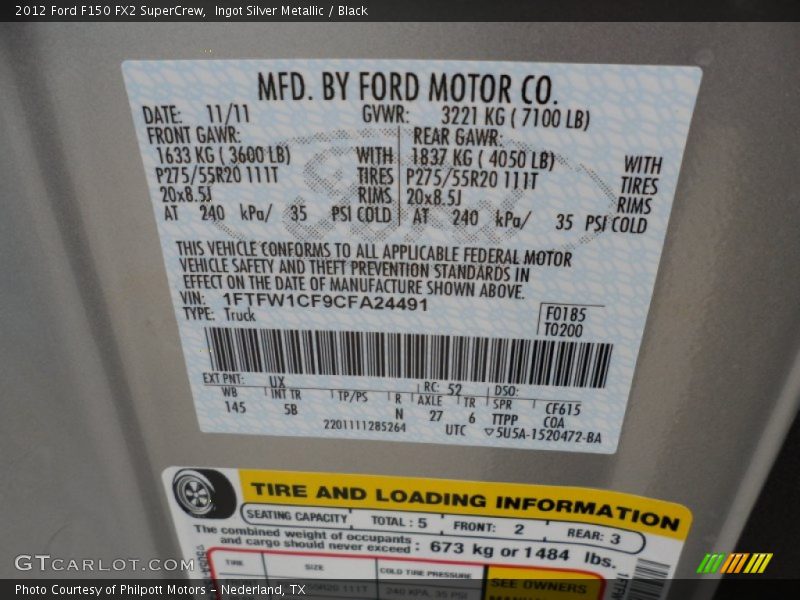 2012 Ford F150 FX2 SuperCrew,  Ingot Silver Metallic / Black
MFD. BY FORD MOTOR CO.
DATE: 11/11 GVWR: 3221 KG ( 7100 LB)
FRONT GAWR: REAR GAWR:
1633 KG ( 3600 LB) WITH 1837 KG ( 4050 LB) WITH
P275/55R20 111T TIRES P275/55R20 111T TIRES
20x8.5J RIMS 20x8.5J RIMS
AT 240 kPa/ 35 PSI COLD AT 240 kPa/ 35 PSI COLD
THIS VEHICLE CONFORMS TO ALL APPLICABLE FEDERAL MOTOR
VEHICLE SAFETY AND THEFT PREVENTION STANDARDS IN
EFFECT ON THE DATE OF MANUFACTURE SHOWN ABOVE.
VIN: 1FTFW1CF9CFA24491
TYPE: Truck
F0185
T0200
EXT PNT: UX RC: 52 DSO:
WB INT TR TP/PS R AXLE TR SPR CF615
145 5B N 27 6 TTPP COA
2201111285264 UTC ▽5U5A-1520472-BA
TIRE AND LOADING INFORMATION
SEATING CAPACITY TOTAL : 5 FRONT: 2 REAR: 3
The combined weight of occupants
and cargo should never exceed : 673 kg or 1484 lbs.
TIRE SIZE COLD TIRE PRESSURE SEE OWNERS
55R20 111T 240 KPA, 35 PSI
GTCARLOT.COM
Photo Courtesy of Philpott Motors - Nederland, TX